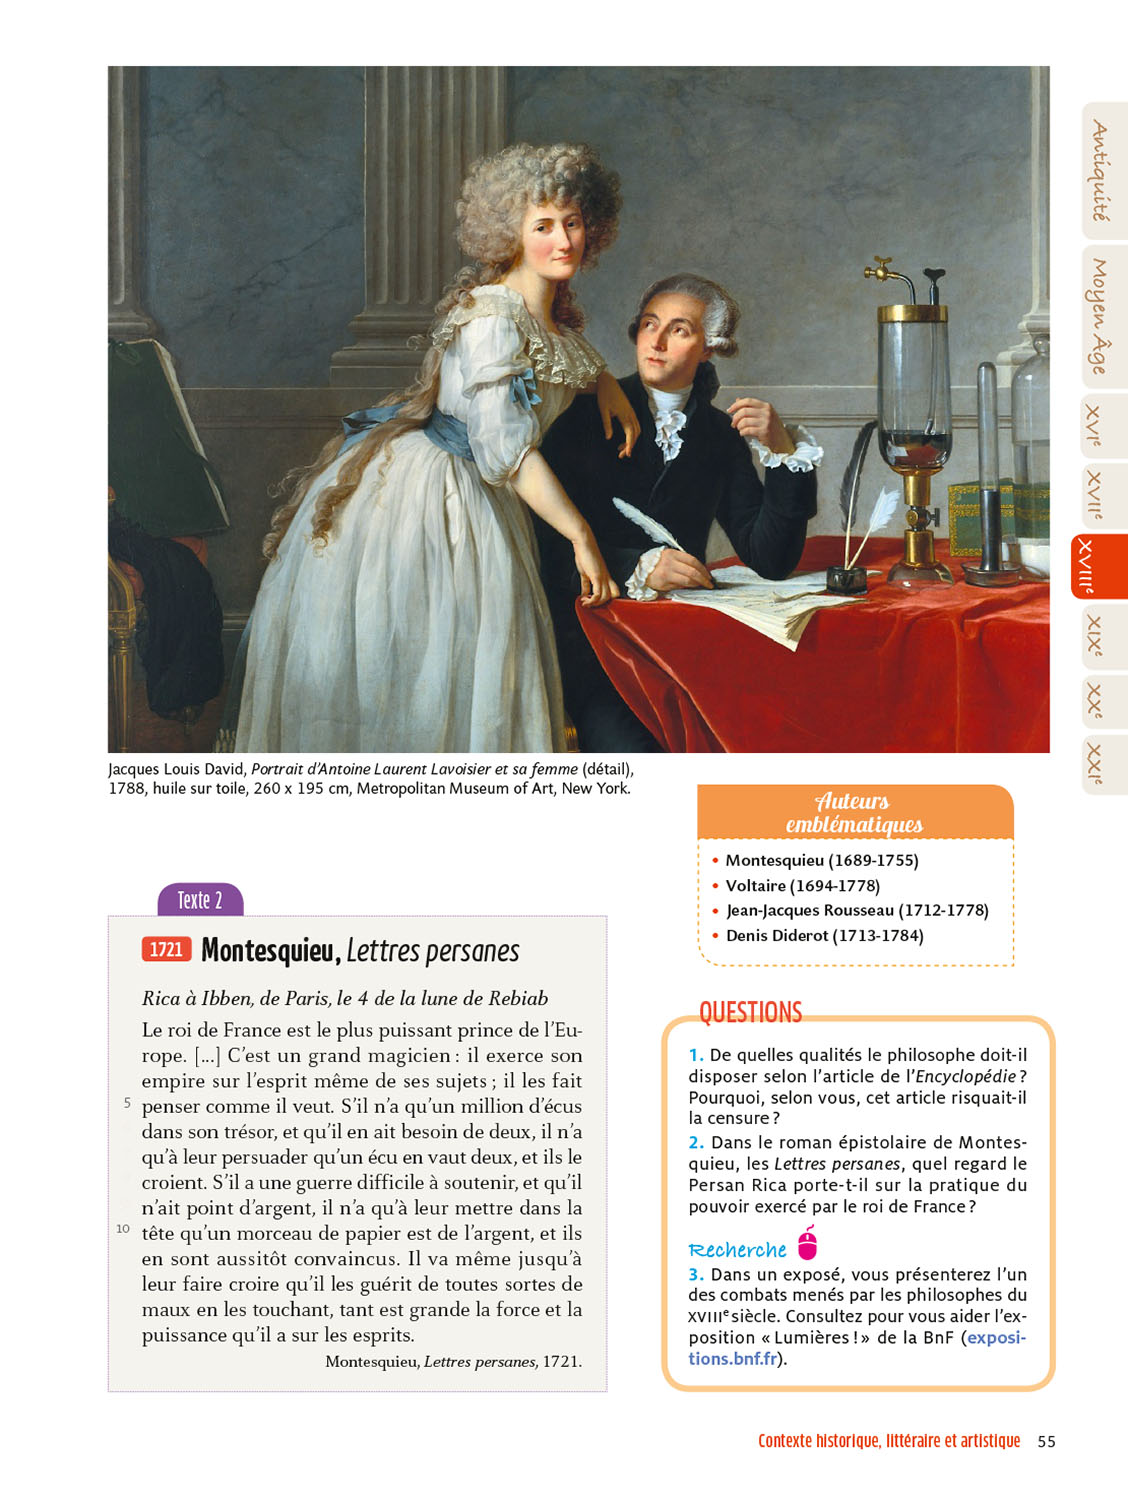 Antiquité
Moyen Âge
XVIe
XVIIe
XVIIIe
XIXe
XXe
XXIe
Jacques Louis David, Portrait d'Antoine Laurent Lavoisier et sa femme (détail),
1788, huile sur toile, 260 x 195 cm, Metropolitan Museum of Art, New York.
Auteurs
emblématiques
• Montesquieu (1689-1755)
• Voltaire (1694-1778)
• Jean-Jacques Rousseau (1712-1778)
• Denis Diderot (1713-1784)
Texte 2
1721 Montesquieu, Lettres persanes
Rica à Ibben, de Paris, le 4 de la lune de Rebiab
Le roi de France est le plus puissant prince de l'Eu-
rope. [...] C'est un grand magicien : il exerce son
empire sur l'esprit même de ses sujets ; il les fait
5 penser comme il veut. S'il n'a qu'un million d'écus
dans son trésor, et qu'il en ait besoin de deux, il n'a
qu'à leur persuader qu'un écu en vaut deux, et ils le
croient. S'il a une guerre difficile à soutenir, et qu'il
n'ait point d'argent, il n'a qu'à leur mettre dans la
10 tête qu'un morceau de papier est de l'argent, et ils
en sont aussitôt convaincus. Il va même jusqu'à
leur faire croire qu'il les guérit de toutes sortes de
maux en les touchant, tant est grande la force et la
puissance qu'il a sur les esprits.
Montesquieu, Lettres persanes, 1721.
QUESTIONS
1. De quelles qualités le philosophe doit-il
disposer selon l'article de l'Encyclopédie ?
Pourquoi, selon vous, cet article risquait-il
la censure ?
2. Dans le roman épistolaire de Montes-
quieu, les Lettres persanes, quel regard le
Persan Rica porte-t-il sur la pratique du
pouvoir exercé par le roi de France ?
Recherche
3. Dans un exposé, vous présenterez l'un
des combats menés par les philosophes du
XVIIIe siècle. Consultez pour vous aider l'ex-
position « Lumières ! » de la BnF (exposi-
tions.bnf.fr).
Contexte historique, littéraire et artistique 55